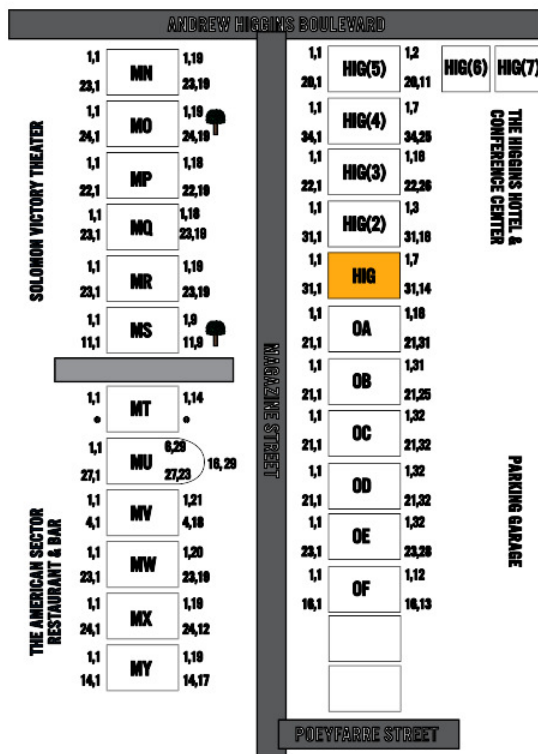 ANDREW HIGGINS BOULEVARD
SOLOMON VICTORY THEATER
1,1 MN 1,19
23,1 23,19
1,1 MO 1,19
24,1 24,19
1,1 MP 1,18
22,1 22,19
1,1 MQ 1,18
23,1 23,19
1,1 MR 1,19
23,1 23,19
1,1 MS 1,9
11,1 11,9
THE AMERICAN SECTOR
RESTAURANT & BAR
1,1 MT 1,14
1,1 MU 6,29
27,1 27,23 16,29
1,1 MV 1,21
4,1 4,18
1,1 MW 1,20
23,1 23,19
1,1 MX 1,19
24,1 24,12
1,1 MY 1,19
14,1 14,17
MAGAZINE STREET
1,1 HIG(5) 1,2 HIG(6) HIG(7)
20,1 20,11
1,1 HIG(4) 1,7
34,1 34,25
1,1 HIG(3) 1,18
22,1 22,26
1,1 HIG(2) 1,3
31,1 31,18
1,1 HIG 1,7
31,1 31,14
1,1 OA 1,18
21,1 21,31
1,1 OB 1,31
21,1 21,25
1,1 OC 1,32
21,1 21,32
1,1 OD 1,32
21,1 21,32
1,1 OE 1,32
23,1 23,28
1,1 OF 1,12
16,1 16,13
THE HIGGINS HOTEL &
CONFERENCE CENTER
PARKING GARAGE
POEYFARRE STREET